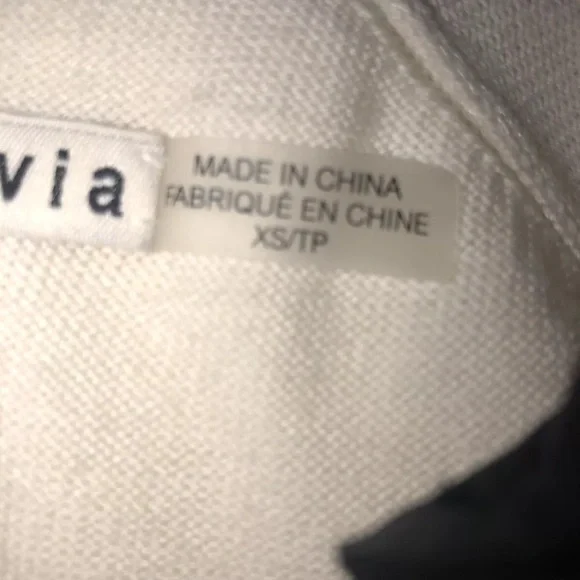 via
MADE IN CHINA
FABRIQUÉ EN CHINE
XS/TP